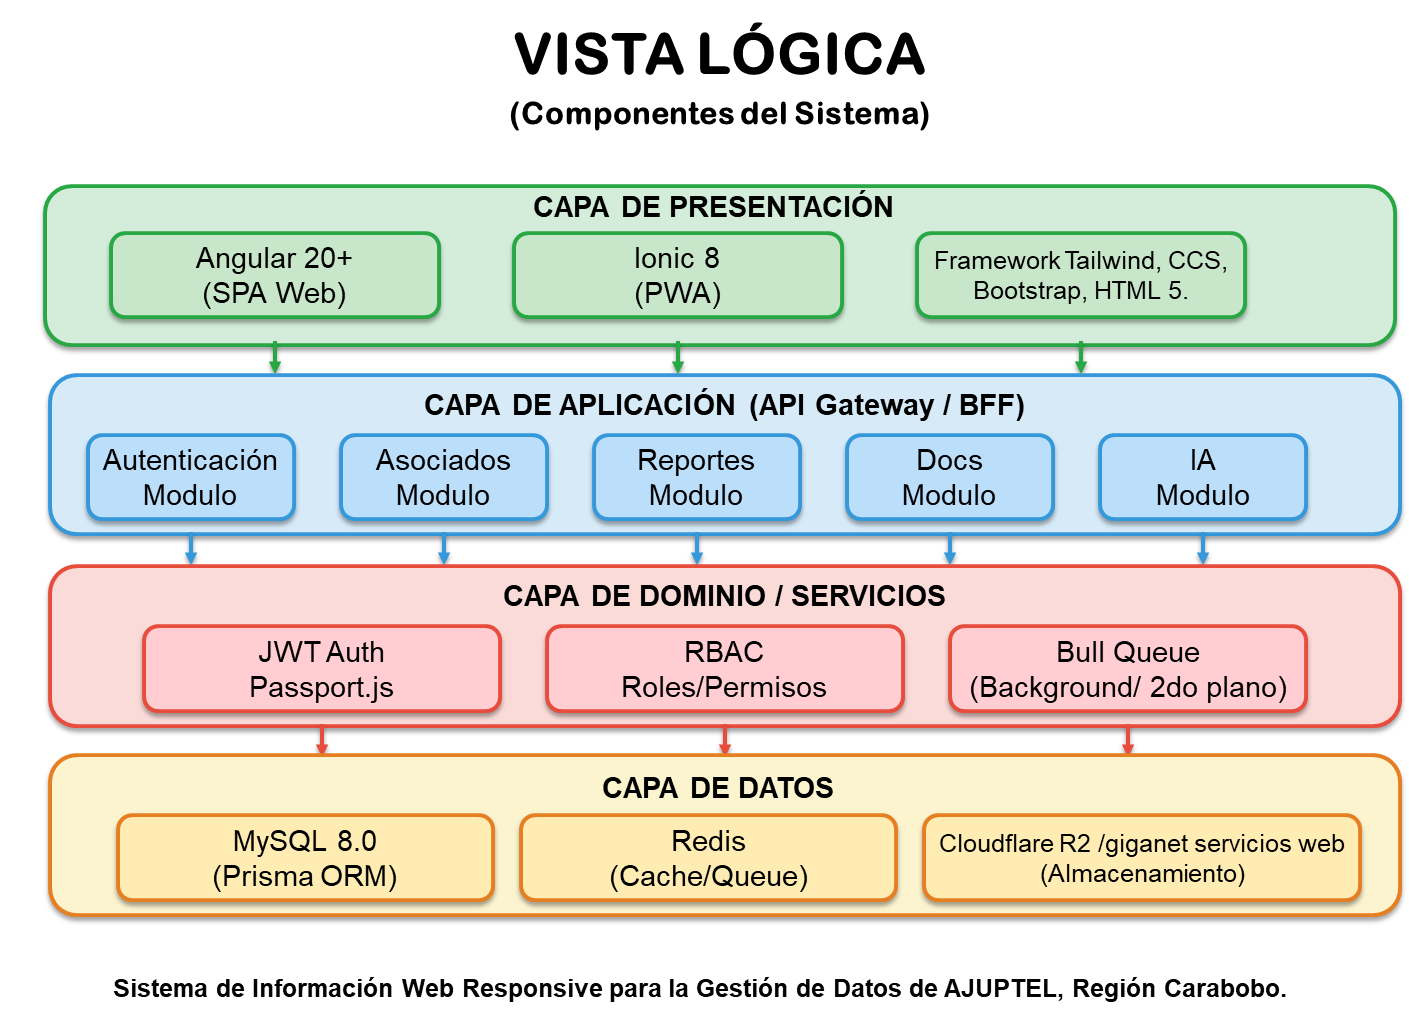 VISTA LÓGICA
(Componentes del Sistema)
CAPA DE PRESENTACIÓN
Angular 20+
(SPA Web)
Ionic 8
(PWA)
Framework Tailwind, CCS,
Bootstrap, HTML 5.
CAPA DE APLICACIÓN (API Gateway / BFF)
Autenticación
Modulo
Asociados
Modulo
Reportes
Modulo
Docs
Modulo
IA
Modulo
CAPA DE DOMINIO / SERVICIOS
JWT Auth
Passport.js
RBAC
Roles/Permisos
Bull Queue
(Background/ 2do plano)
CAPA DE DATOS
MySQL 8.0
(Prisma ORM)
Redis
(Cache/Queue)
Cloudflare R2 /giganet servicios web
(Almacenamiento)
Sistema de Información Web Responsive para la Gestión de Datos de AJUPTEL, Región Carabobo.